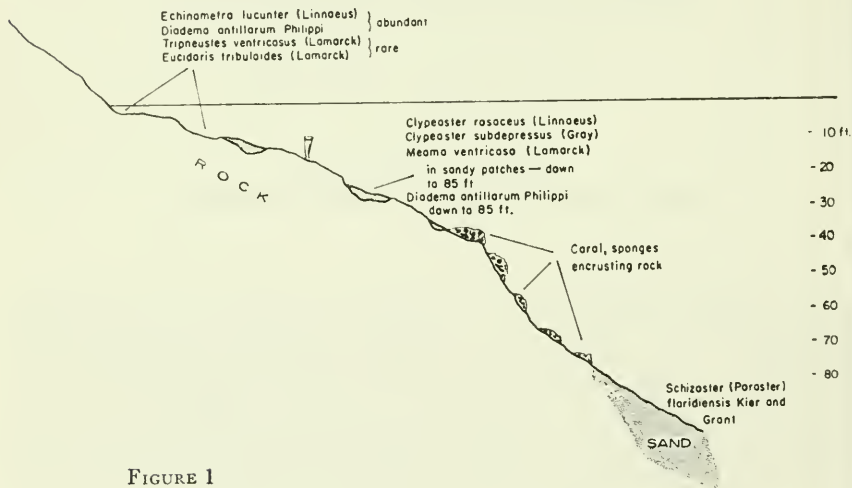 Echinometra lucunter (Linnaeus)
Diadema antillarum Philippi
abundant
Tripneustes ventricosus (Lamarck)
Eucidaris tribuloides (Lamarck)
rare
Clypeaster rosaceus (Linnaeus)
Clypeaster subdepressus (Gray)
Meoma ventricosa (Lamarck)
in sandy patches — down
to 85 ft
Diadema antillarum Philippi
down to 85 ft.
ROCK
Coral, sponges
encrusting rock
- 10 ft.
- 20
- 30
- 40
- 50
- 60
- 70
- 80
Schizaster (Paraster)
floridiensis Kier and
Grant
SAND
FIGURE 1